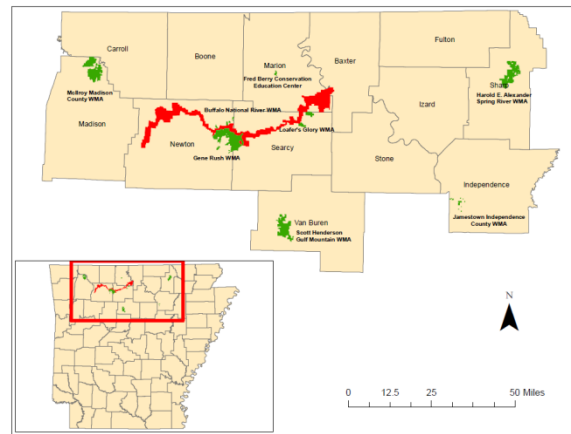 Fulton
Carroll
Boone
Marion
Baxter
Fred Berry Conservation
Education Center
Sharp
McIlroy Madison
County WMA
Harold E. Alexander
Spring River WMA
Buffalo National River WMA
Izard
Madison
Loafer's Glory WMA
Newton
Searcy
Gene Rush WMA
Stone
Independence
Jamestown Independence
County WMA
Van Buren
Scott Henderson
Gulf Mountain WMA
N
0 12.5 25 50 Miles